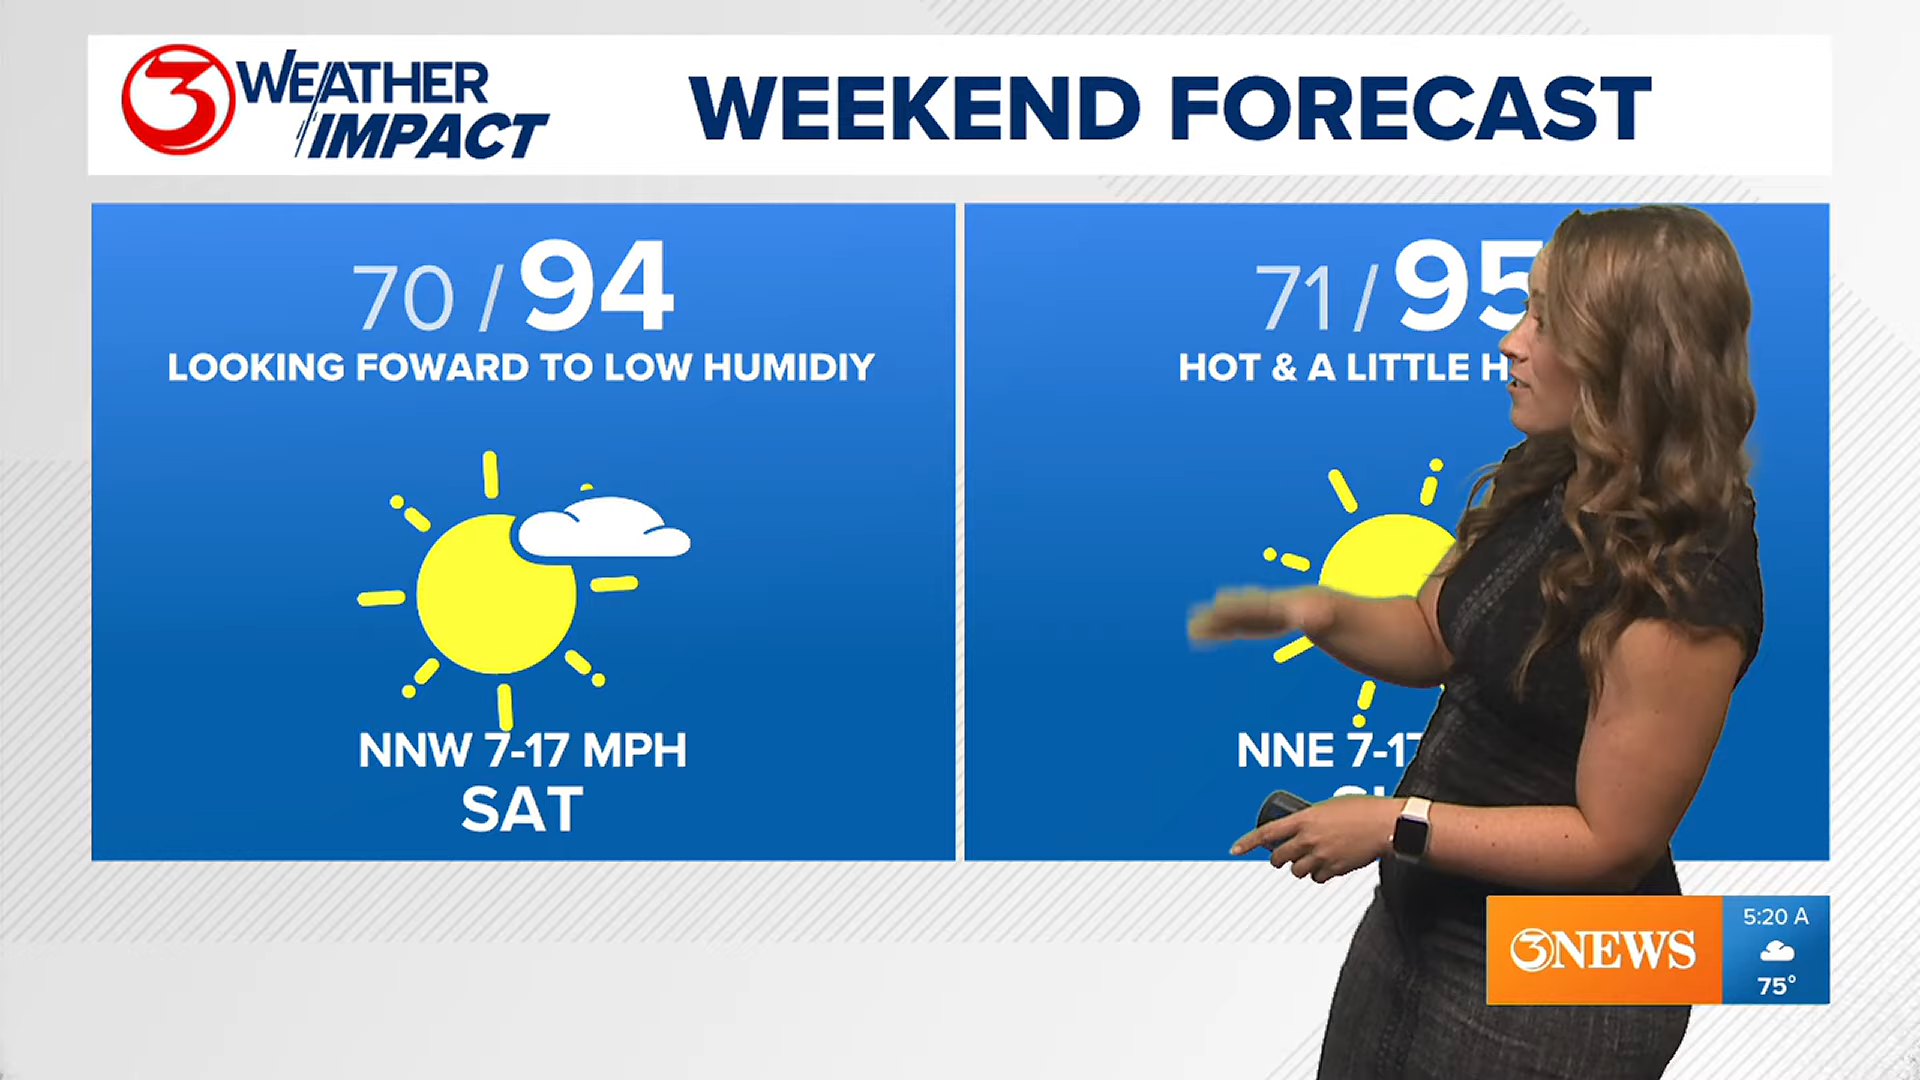 3 WEATHER IMPACT
WEEKEND FORECAST
70 / 94
LOOKING FOWARD TO LOW HUMIDIY
NNW 7-17 MPH
SAT
71 / 95
HOT & A LITTLE
NNE 7-17
3NEWS
5:20 A
75°